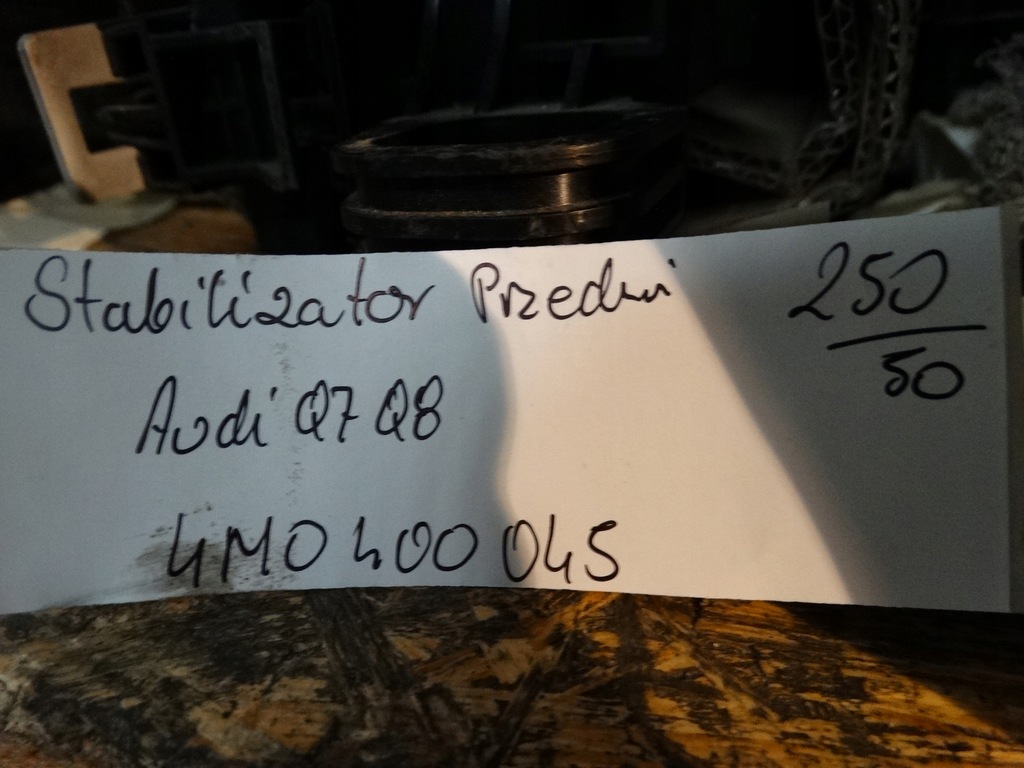 Stabilizator Przedni 250
50
Audi Q7 Q8
4M0 400 045